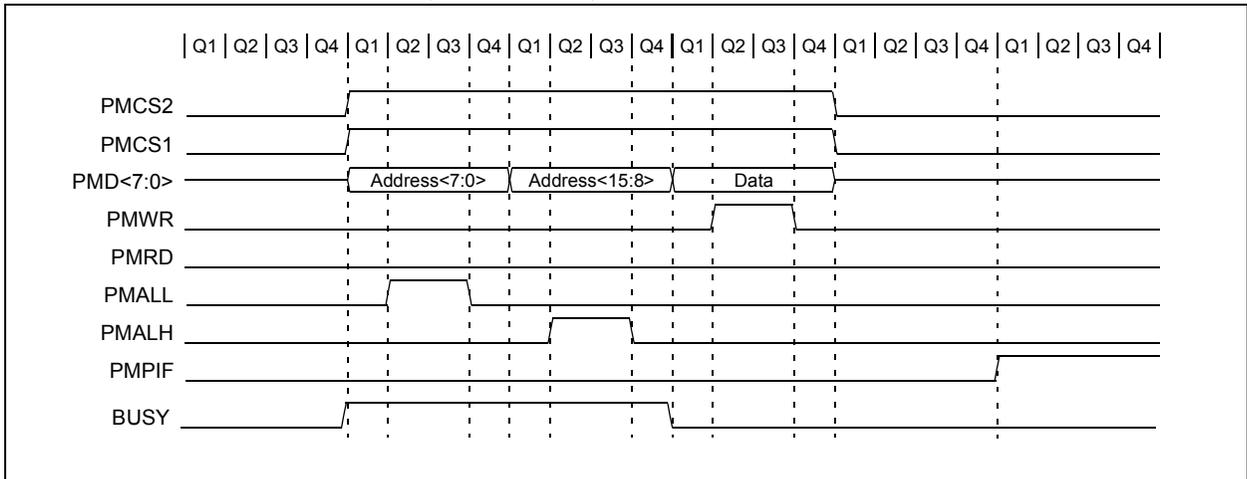 Q1 Q2 Q3 Q4 Q1 Q2 Q3 Q4 Q1 Q2 Q3 Q4 Q1 Q2 Q3 Q4 Q1 Q2 Q3 Q4 Q1 Q2 Q3 Q4
PMCS2
PMCS1
PMD<7:0> Address<7:0> Address<15:8> Data
PMWR
PMRD
PMALL
PMALH
PMPIF
BUSY